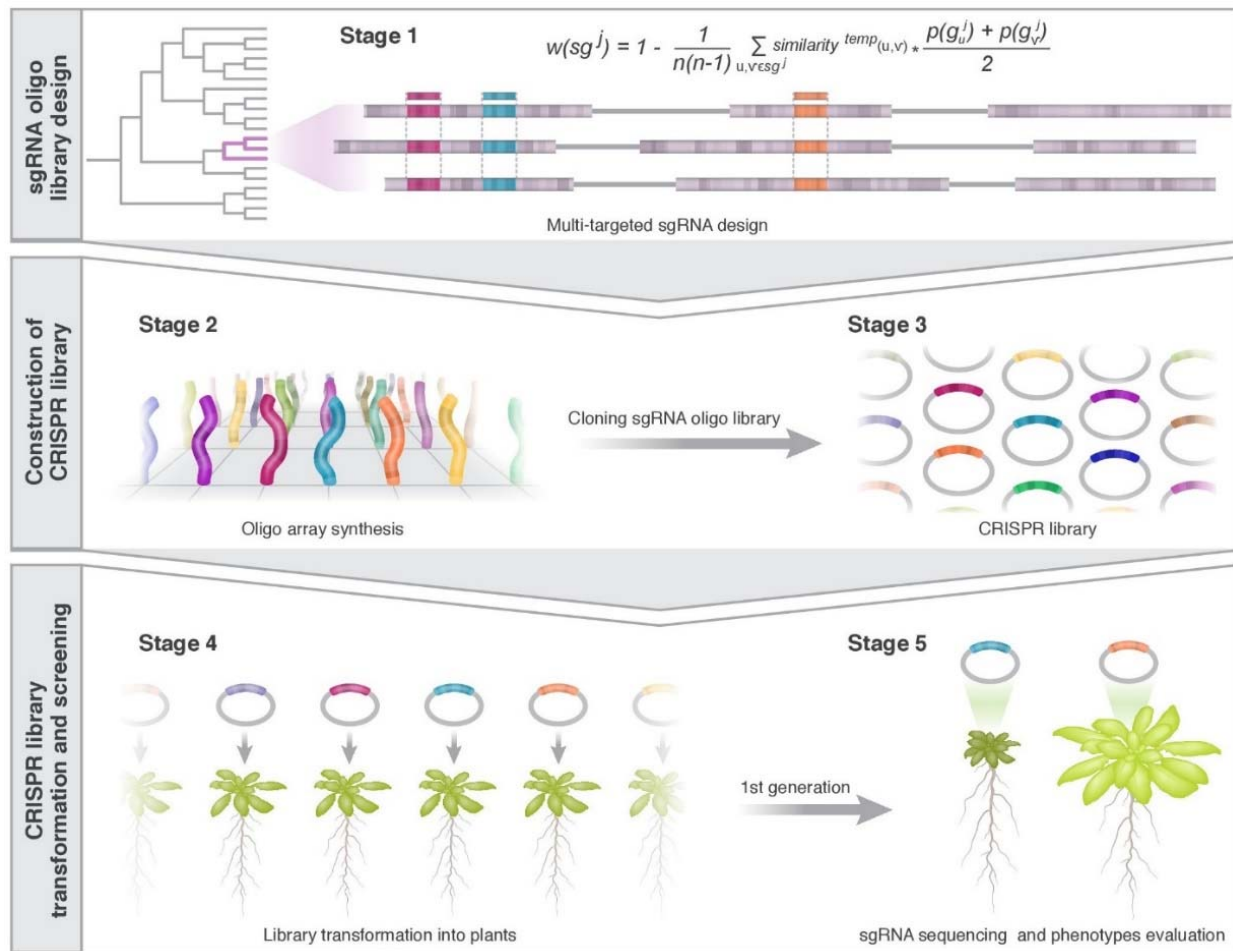 sgRNA oligo
library design
Stage 1
w(sg^j) = 1 - \frac{1}{n(n-1)} \sum_{u,v∈sg^j} similarity^{temp}_{(u,v)} * \frac{p(g_u^j) + p(g_v^j)}{2}
Multi-targeted sgRNA design
Construction of
CRISPR library
Stage 2
Oligo array synthesis
Cloning sgRNA oligo library
Stage 3
CRISPR library
CRISPR library
transformation and screening
Stage 4
Library transformation into plants
1st generation
Stage 5
sgRNA sequencing and phenotypes evaluation